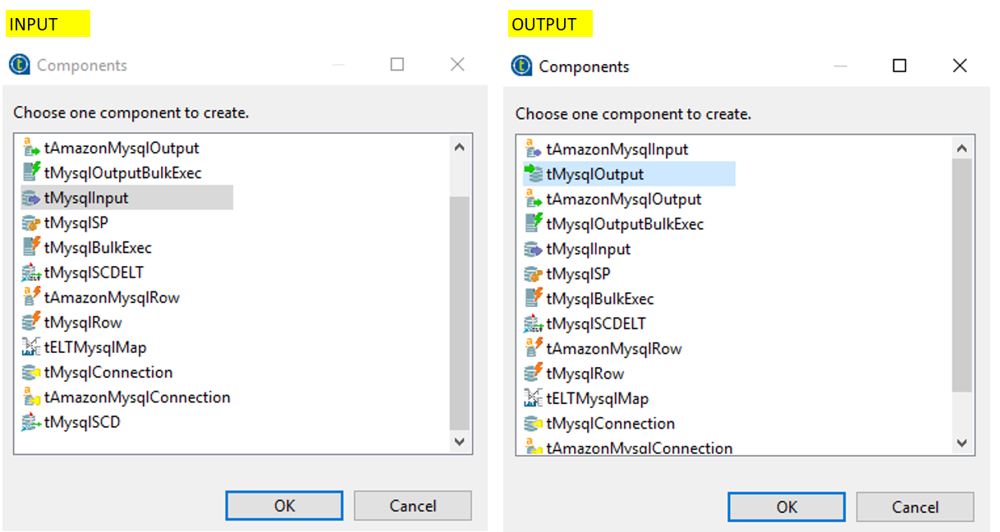 INPUT
Components
Choose one component to create.
tAmazonMysqlOutput
tMysqlOutputBulkExec
tMysqlInput
tMysqlSP
tMysqlBulkExec
tMysqlSCDELT
tAmazonMysqlRow
tMysqlRow
tELTMysqlMap
tMysqlConnection
tAmazonMysqlConnection
tMysqlSCD
OK
Cancel
OUTPUT
Components
Choose one component to create.
tAmazonMysqlInput
tMysqlOutput
tAmazonMysqlOutput
tMysqlOutputBulkExec
tMysqlInput
tMysqlSP
tMysqlBulkExec
tMysqlSCDELT
tAmazonMysqlRow
tMysqlRow
tELTMysqlMap
tMysqlConnection
tAmazonMysqlConnection
OK
Cancel